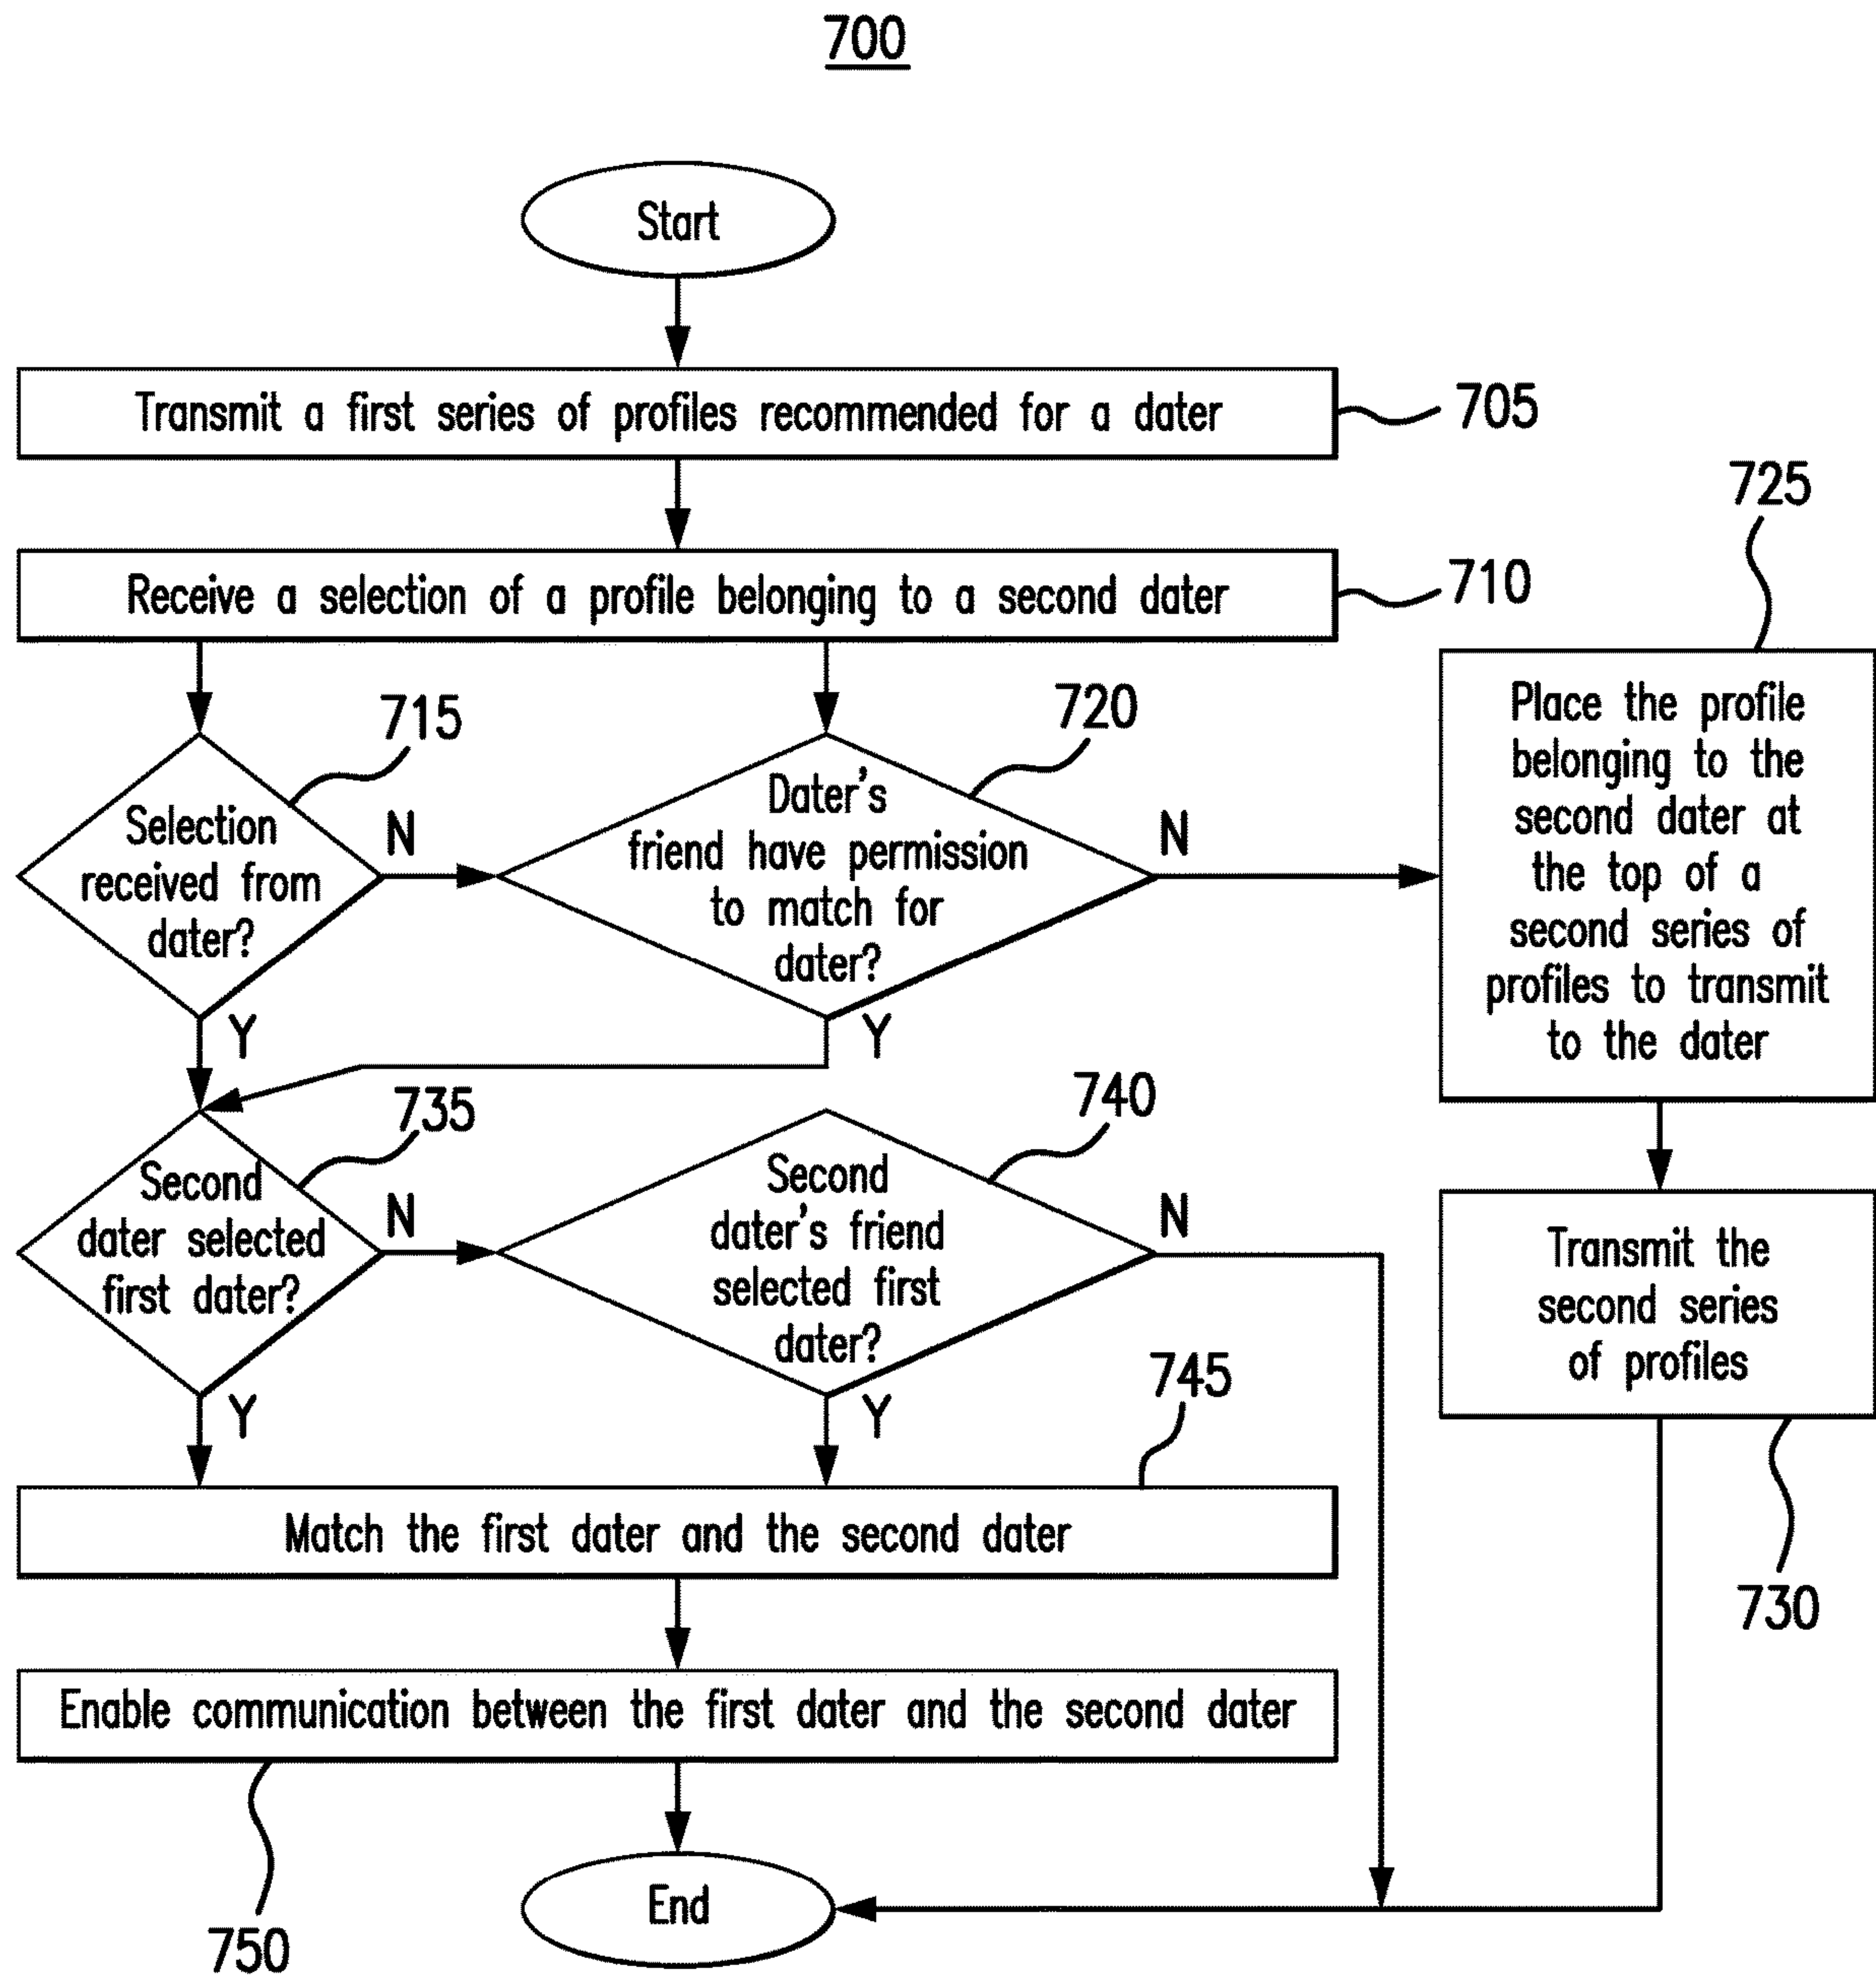 700
Start
Transmit a first series of profiles recommended for a dater
705
Receive a selection of a profile belonging to a second dater
710
715
Selection
received from
dater?
N
Y
720
Dater's
friend have permission
to match for
dater?
N
Y
725
Place the profile
belonging to the
second dater at
the top of a
second series of
profiles to transmit
to the dater
735
Second
dater selected
first dater?
N
Y
740
Second
dater's friend
selected first
dater?
N
Y
Transmit the
second series
of profiles
730
745
Match the first dater and the second dater
Enable communication between the first dater and the second dater
750
End